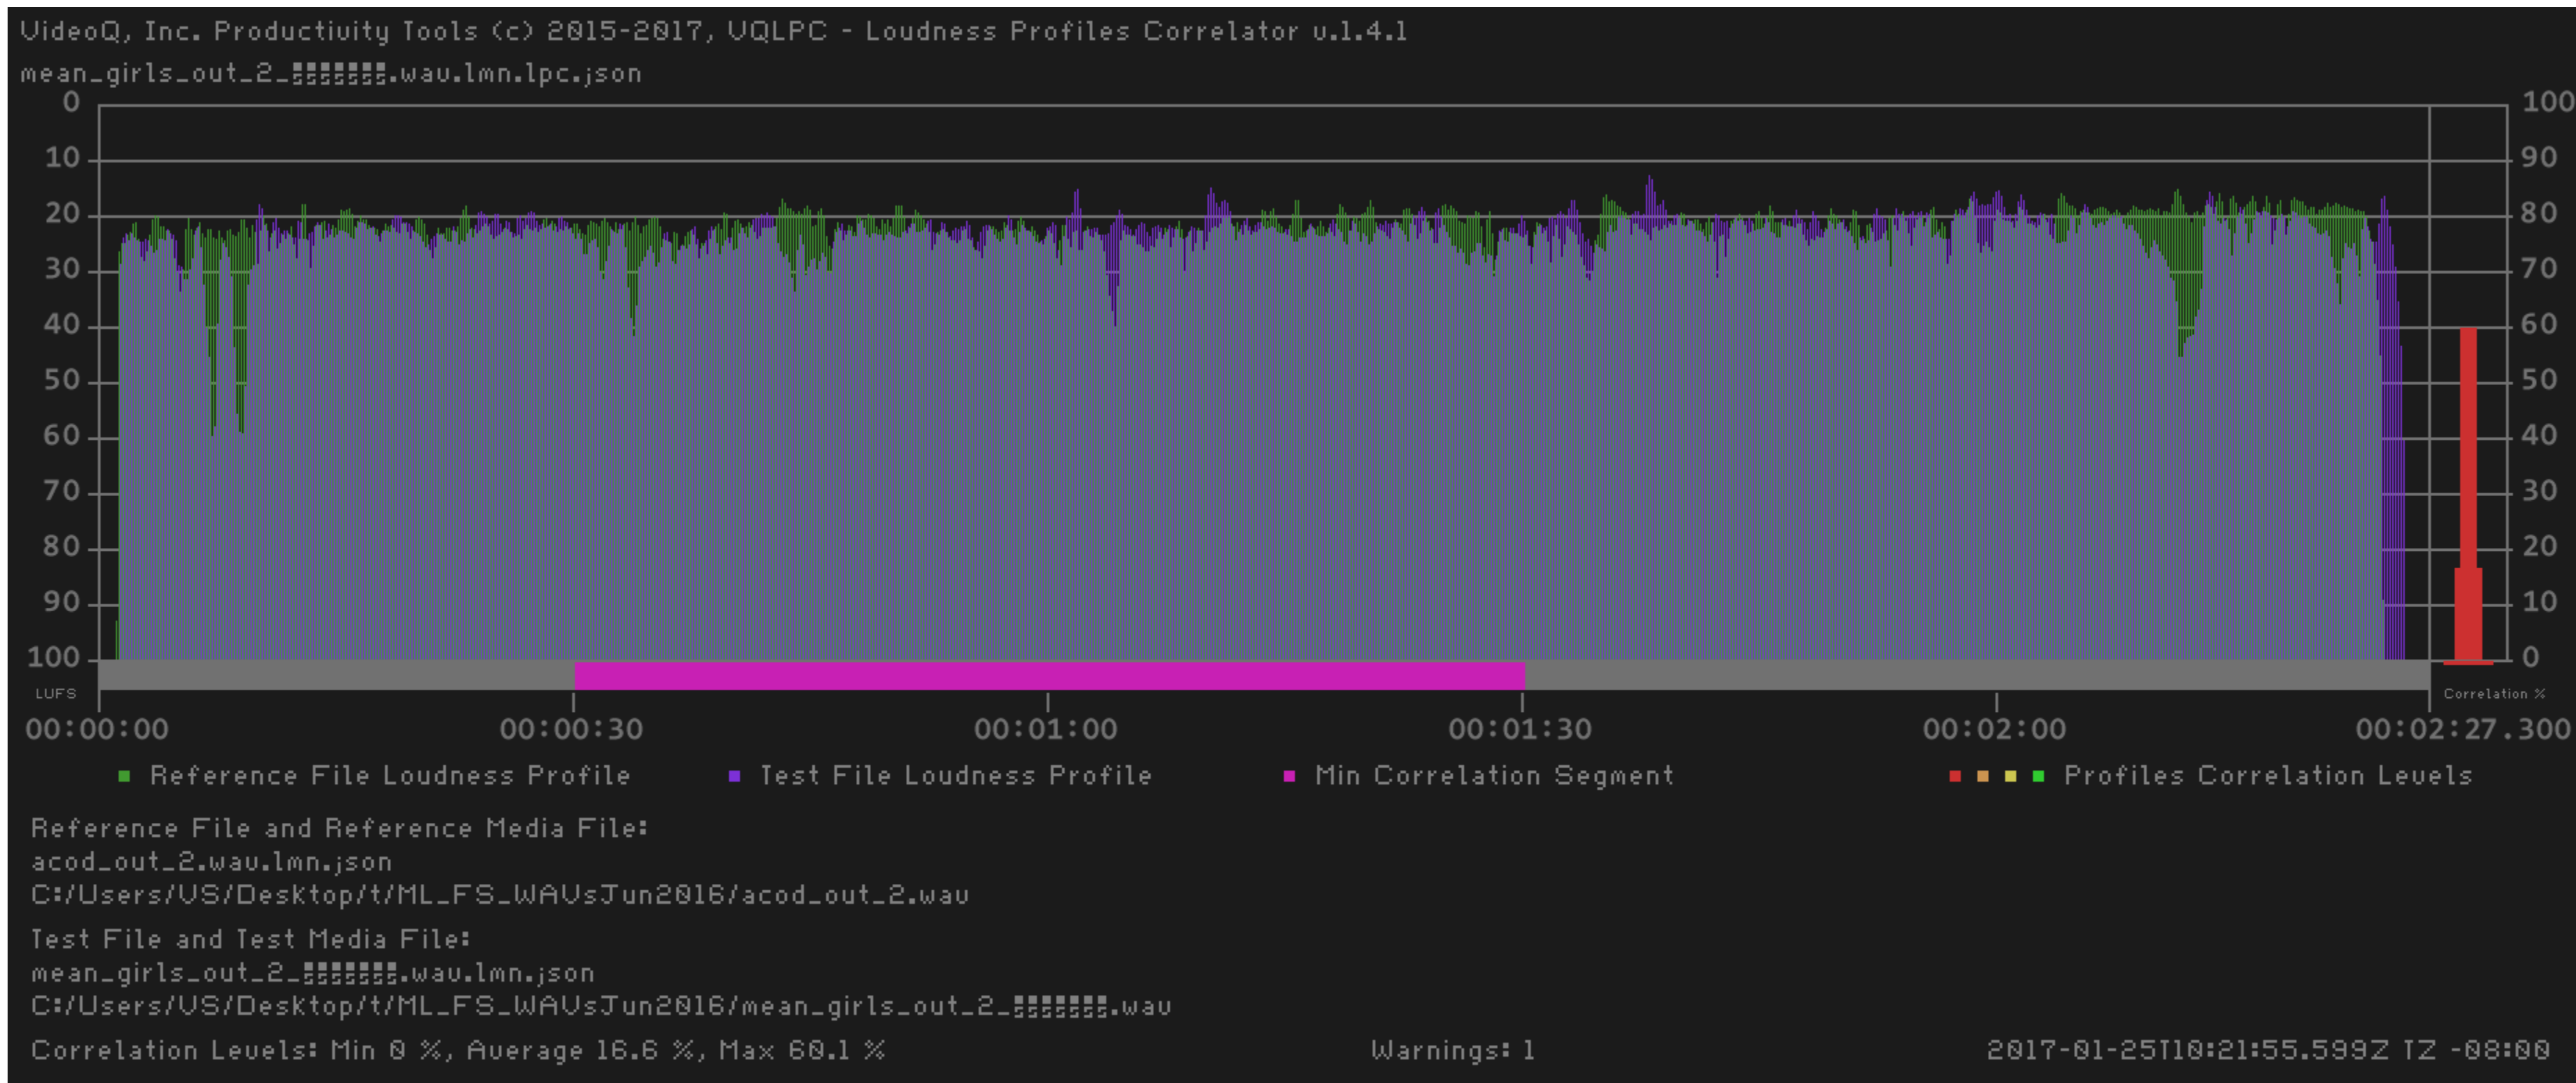 VideoQ, Inc. Productivity Tools (c) 2015-2017, VQLPC - Loudness Profiles Correlator v.1.4.1
mean_girls_out_2_.wav.lmn.lpc.json
0 100
10 90
20 80
30 70
40 60
50 50
60 40
70 30
80 20
90 10
100 0
LUFS Correlation %
00:00:00 00:00:30 00:01:00 00:01:30 00:02:00 00:02:27.300
Reference File Loudness Profile Test File Loudness Profile Min Correlation Segment Profiles Correlation Levels
Reference File and Reference Media File:
acod_out_2.wav.lmn.json
C:/Users/VS/Desktop/t/ML_FS_WAVsJun2016/acod_out_2.wav
Test File and Test Media File:
mean_girls_out_2_.wav.lmn.json
C:/Users/VS/Desktop/t/ML_FS_WAVsJun2016/mean_girls_out_2_.wav
Correlation Levels: Min 0 %, Average 16.6 %, Max 60.1 % Warnings: 1 2017-01-25T10:21:55.599Z TZ -08:00